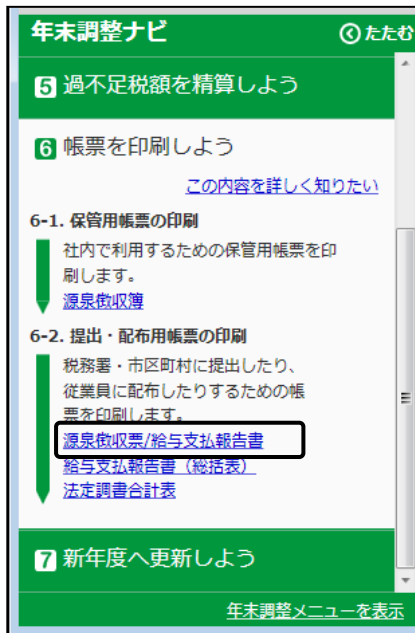 年末調整ナビ
たたむ
5 過不足税額を精算しよう
6 帳票を印刷しよう
この内容を詳しく知りたい
6-1. 保管用帳票の印刷
社内で利用するための保管用帳票を印
刷します。
源泉徴収簿
6-2. 提出・配布用帳票の印刷
税務署・市区町村に提出したり、
従業員に配布したりするための帳
票を印刷します。
源泉徴収票/給与支払報告書
給与支払報告書（総括表）
法定調書合計表
7 新年度へ更新しよう
年末調整メニューを表示